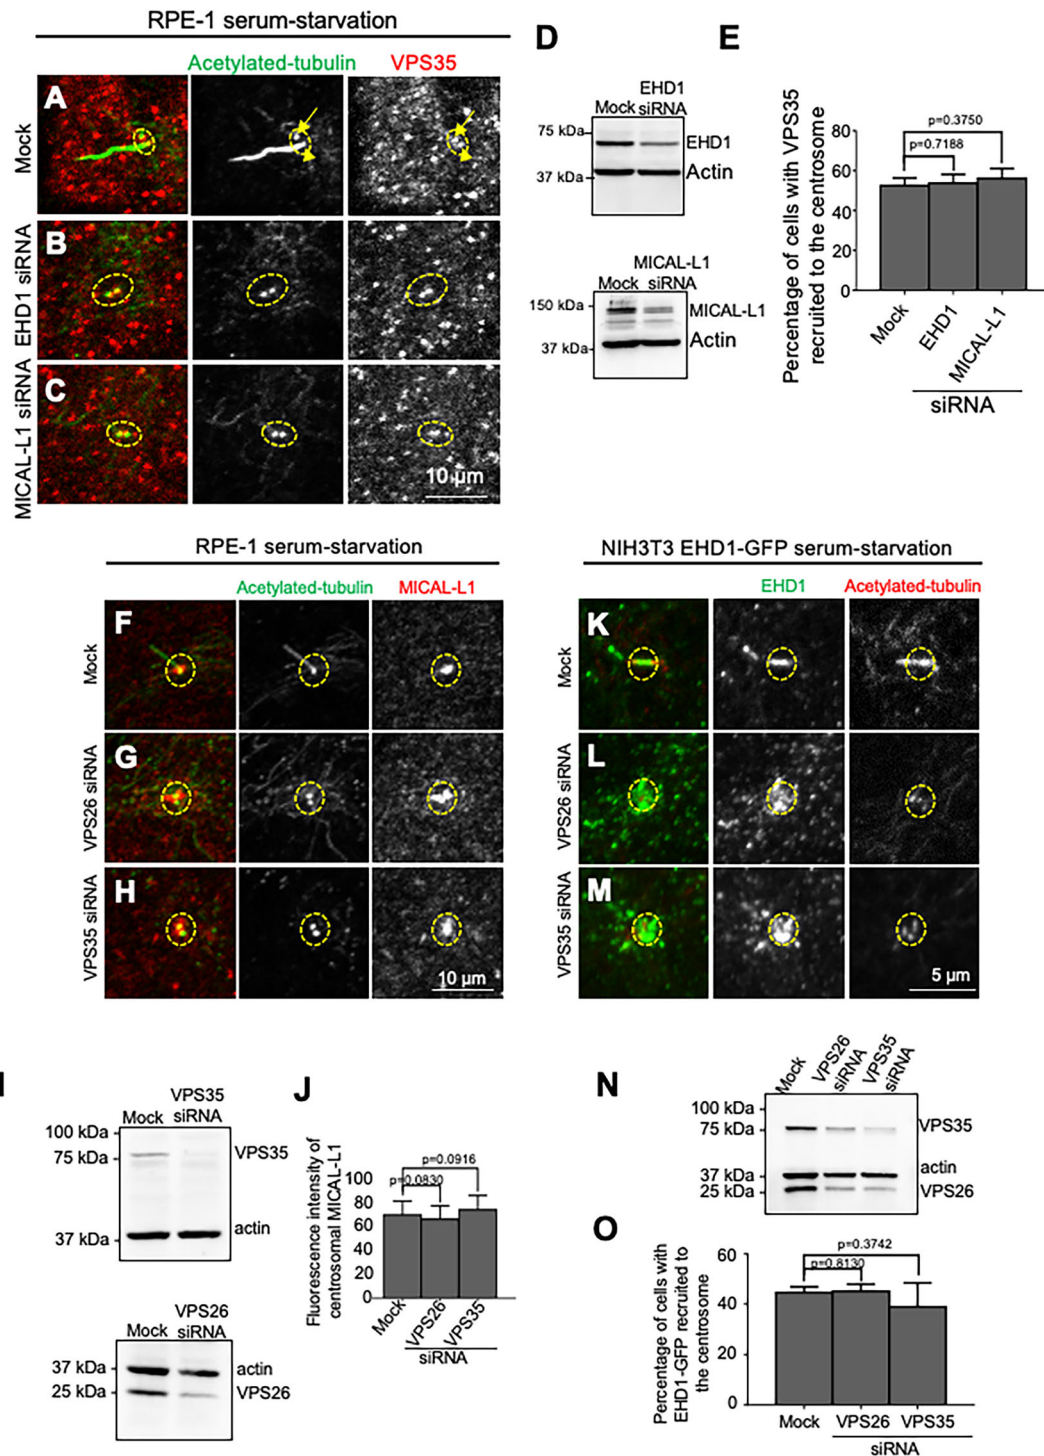 RPE-1 serum-starvation
Acetylated-tubulin VPS35
A
Mock
B
EHD1 siRNA
C
MICAL-L1 siRNA
10 µm
D
Mock EHD1 siRNA
75 kDa
EHD1
37 kDa
Actin
Mock MICAL-L1 siRNA
150 kDa
MICAL-L1
37 kDa
Actin
E
Percentage of cells with VPS35
recruited to the centrosome
80
60
40
20
0
p=0.3750
p=0.7188
Mock
EHD1
MICAL-L1
siRNA
RPE-1 serum-starvation
Acetylated-tubulin MICAL-L1
F
Mock
G
VPS26 siRNA
H
VPS35 siRNA
10 µm
NIH3T3 EHD1-GFP serum-starvation
EHD1 Acetylated-tubulin
K
Mock
L
VPS26 siRNA
M
VPS35 siRNA
5 µm
Mock VPS35 siRNA
100 kDa
75 kDa
VPS35
actin
37 kDa
Mock VPS26 siRNA
37 kDa
actin
25 kDa
VPS26
J
Fluorescence intensity of
centrosomal MICAL-L1
100
80
60
40
20
0
p=0.0916
p=0.0830
Mock
VPS26
VPS35
siRNA
N
Mock
VPS26 siRNA
VPS35 siRNA
100 kDa
75 kDa
VPS35
37 kDa
actin
25 kDa
VPS26
O
Percentage of cells with
EHD1-GFP recruited to
the centrosome
60
40
20
0
p=0.3742
p=0.8130
Mock VPS26 VPS35
siRNA